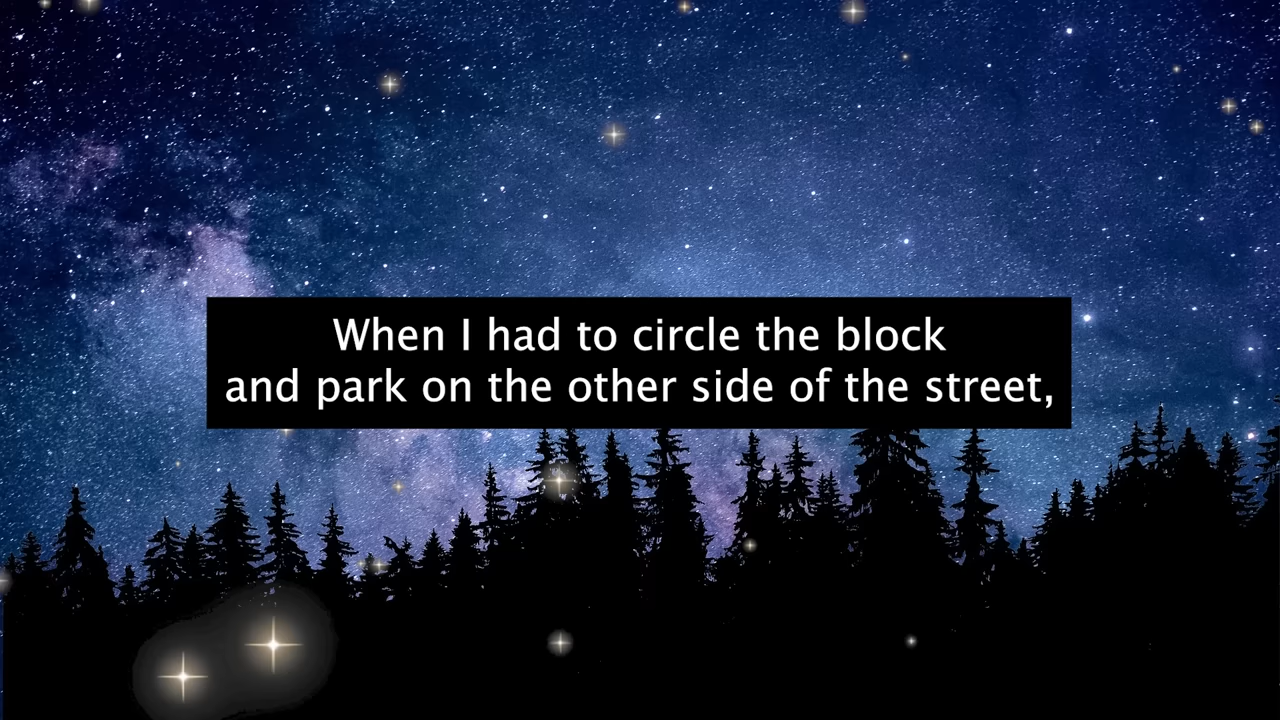 When I had to circle the block
and park on the other side of the street,